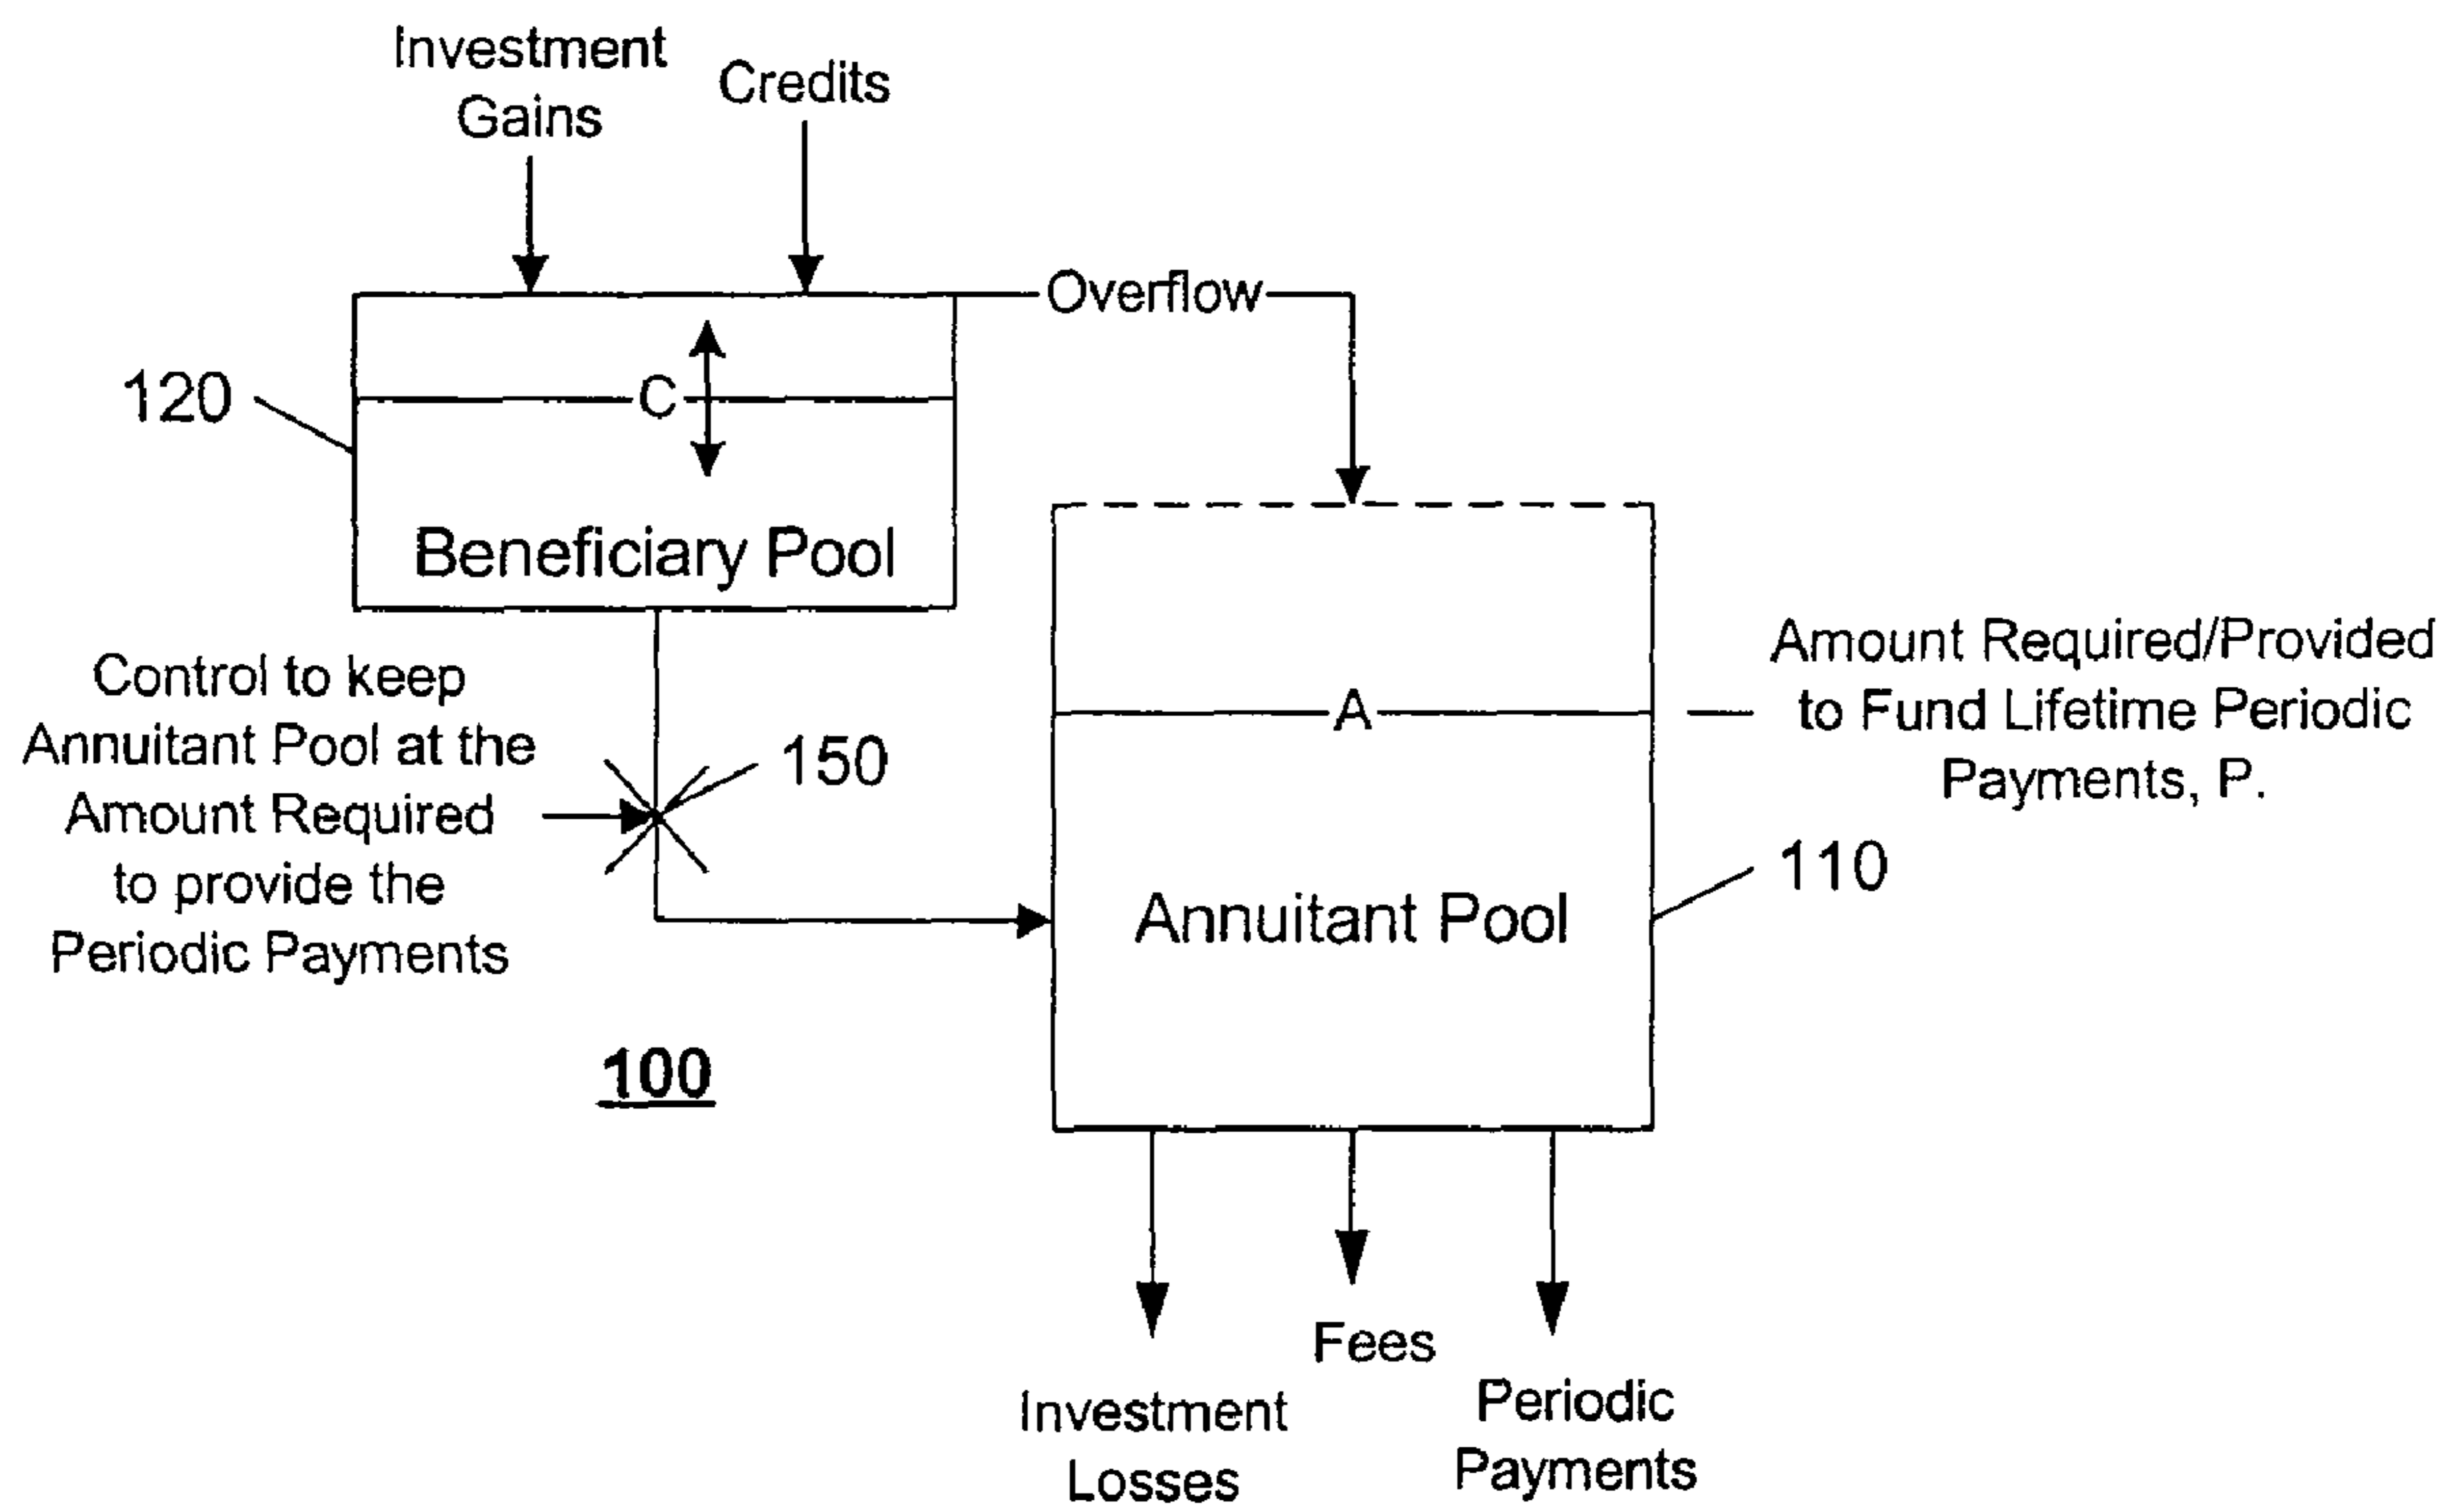 Investment
Gains
Credits
Overflow
120
C
Beneficiary Pool
Control to keep
Annuitant Pool at the
Amount Required
to provide the
Periodic Payments
150
A
Amount Required/Provided
to Fund Lifetime Periodic
Payments, P.
110
Annuitant Pool
100
Investment
Losses
Fees
Periodic
Payments